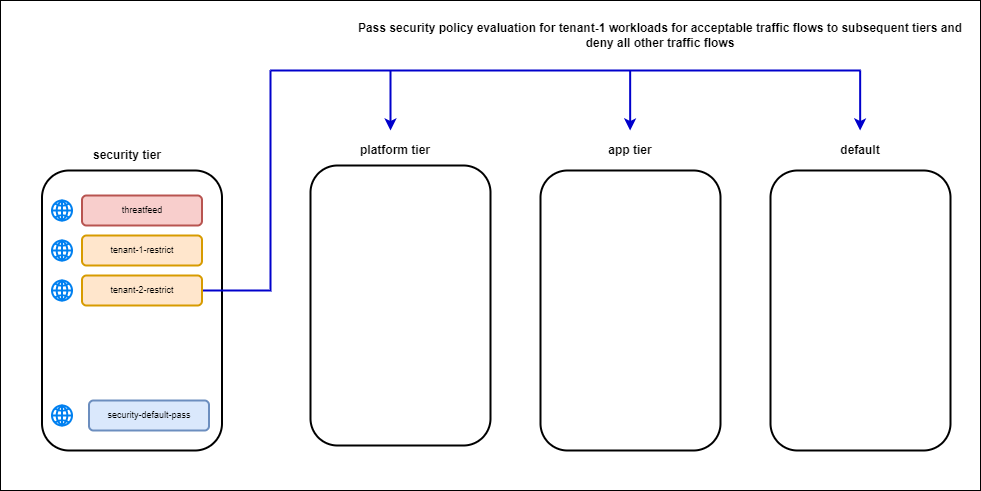 Pass security policy evaluation for tenant-1 workloads for acceptable traffic flows to subsequent tiers and
deny all other traffic flows
security tier
platform tier
app tier
default
threatfeed
tenant-1-restrict
tenant-2-restrict
security-default-pass